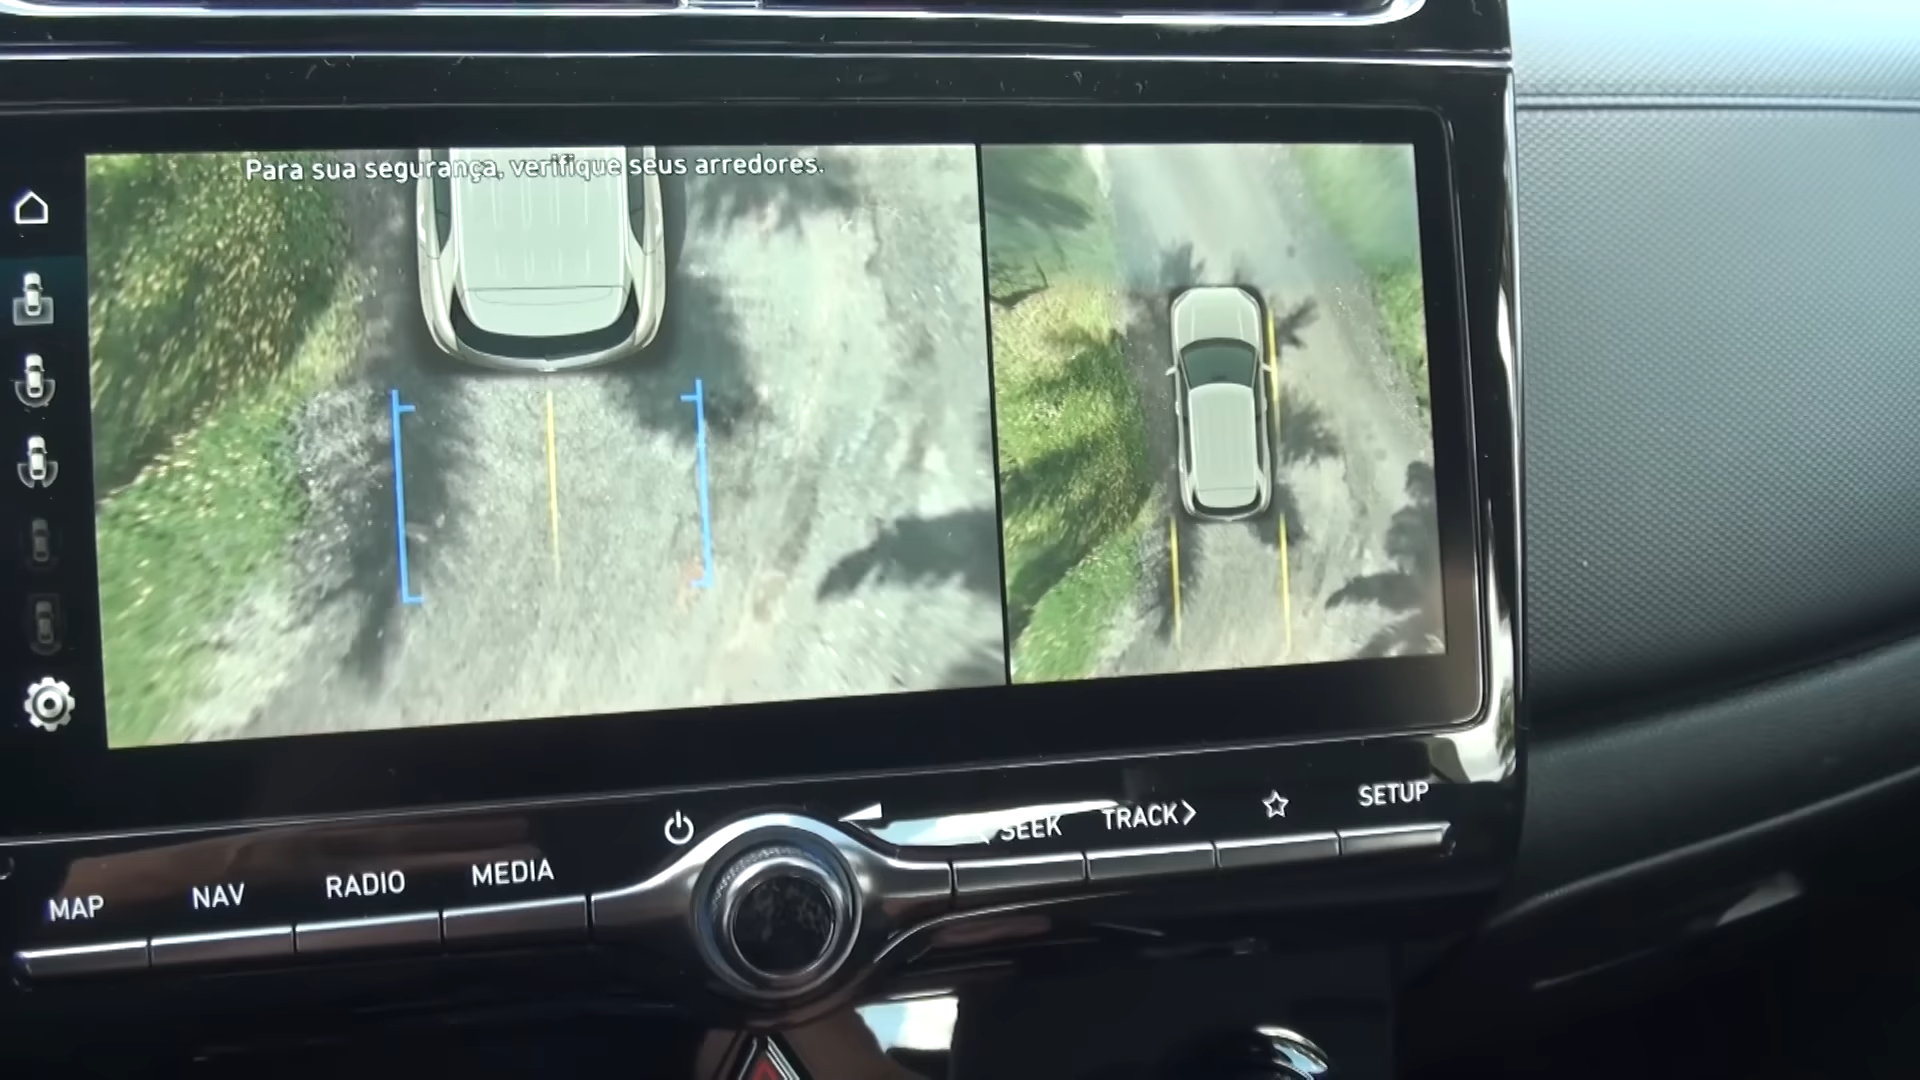 Para sua segurança, verifique seus arredores.
MAP
NAV
RADIO
MEDIA
SEEK
TRACK
SETUP